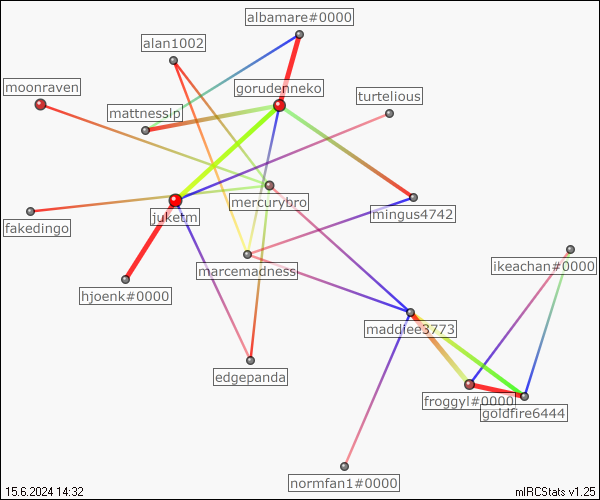 albamare#0000
alan1002
moonraven
gorudenneko
turtelious
mattnesslp
mercurybro
fakedingo
juketm
mingus4742
marcemadness
ikeachan#0000
hjoenk#0000
maddiee3773
edgepanda
froggyl#0000
goldfire6444
normfan1#0000
15.6.2024 14:32
mIRCStats v1.25